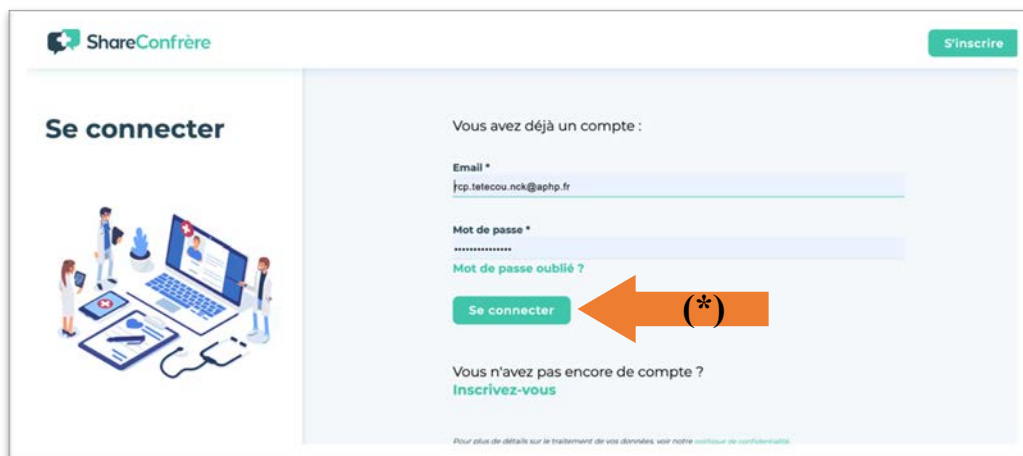 ShareConfrère
S'inscrire
Se connecter
Vous avez déjà un compte :
Email *
rcp.tetecou.nck@aphp.fr
Mot de passe *
•••••••••••••••
Mot de passe oublié ?
Se connecter
(*)
Vous n'avez pas encore de compte ?
Inscrivez-vous
Pour plus de détails sur le traitement de vos données, voir notre politique de confidentialité.